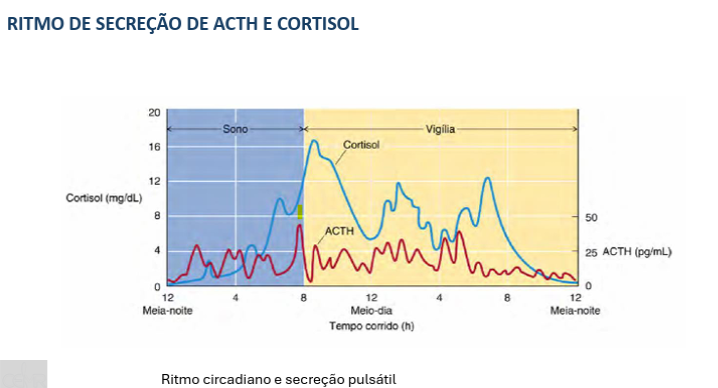 RITMO DE SECREÇÃO DE ACTH E CORTISOL
20
Sono
Vigília
16
Cortisol
12
Cortisol (mg/dL)
8
50
ACTH
4
25 ACTH (pg/mL)
0
0
12 4 8 12 4 8 12
Meia-noite Meio-dia Meia-noite
Tempo corrido (h)
Ritmo circadiano e secreção pulsátil